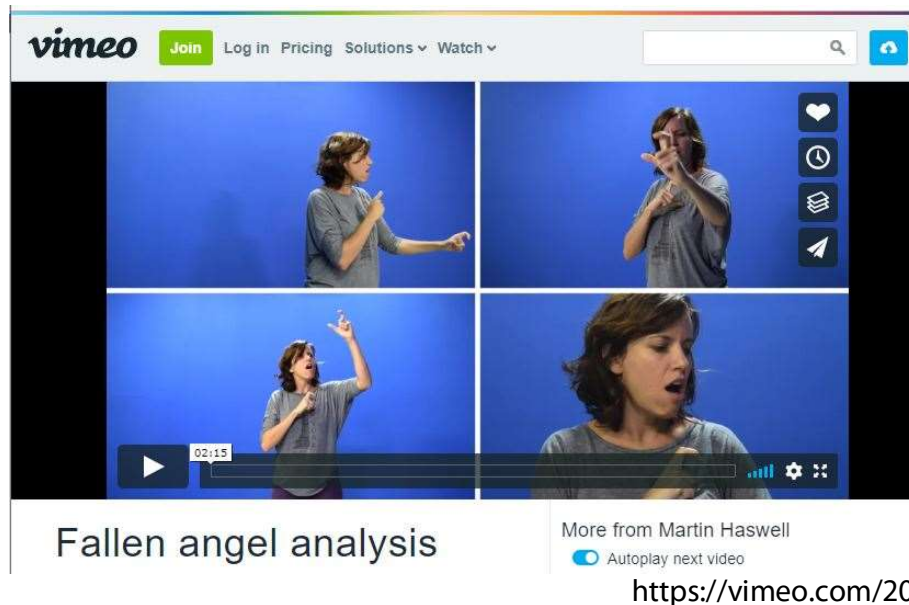 vimeo Join Log in Pricing Solutions Watch
02:15
Fallen angel analysis
More from Martin Haswell
Autoplay next video
https://vimeo.com/20